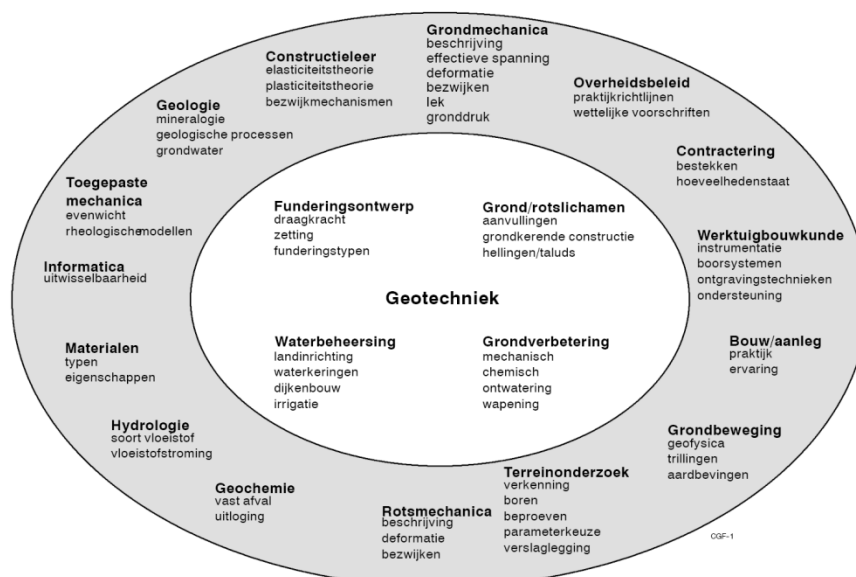 Grondmechanica
beschrijving
effectieve spanning
deformatie
bezwijken
lek
gronddruk
Constructieleer
elasticiteitstheorie
plasticiteitstheorie
bezwijkmechanismen
Overheidsbeleid
praktijkrichtlijnen
wettelijke voorschriften
Geologie
mineralogie
geologische processen
grondwater
Contractering
bestekken
hoeveelhedenstaat
Toegepaste
mechanica
evenwicht
rheologische modellen
Funderingsontwerp
draagkracht
zetting
funderingstypen
Grond/rotslichamen
aanvullingen
grondkerende constructie
hellingen/taluds
Werktuigbouwkunde
instrumentatie
boorsystemen
ontgravingstechnieken
ondersteuning
Informatica
uitwisselbaarheid
Geotechniek
Materialen
typen
eigenschappen
Waterbeheersing
landinrichting
waterkeringen
dijkenbouw
irrigatie
Grondverbetering
mechanisch
chemisch
ontwatering
wapening
Bouw/aanleg
praktijk
ervaring
Hydrologie
soort vloeistof
vloeistofstroming
Grondbeweging
geofysica
trillingen
aardbevingen
Geochemie
vast afval
uitloging
Rotsmechanica
beschrijving
deformatie
bezwijken
Terreinonderzoek
verkenning
boren
beproeven
parameterkeuze
verslaglegging
CGF-1